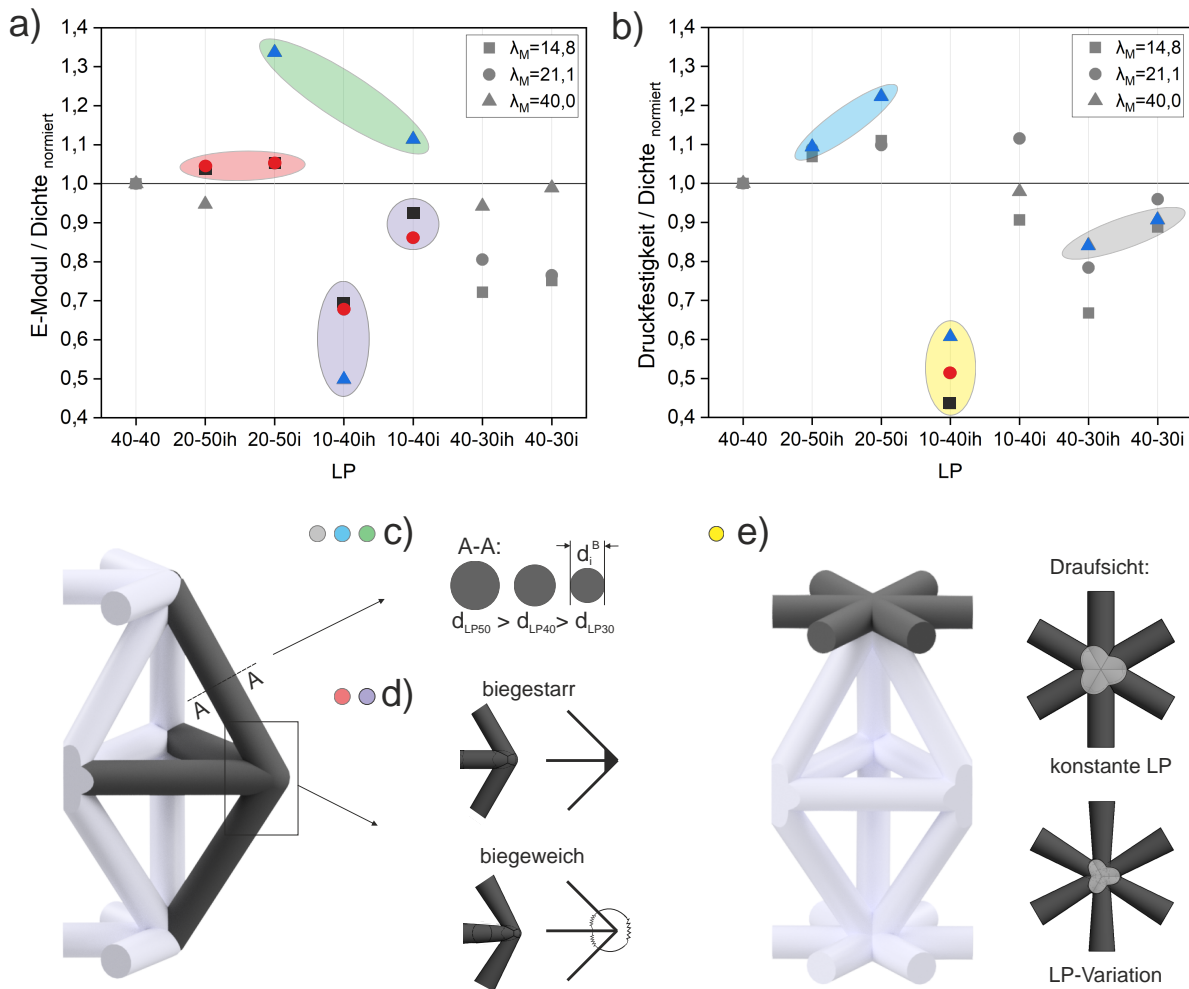 a)
E-Modul / Dichte normiert
1,4
1,3
1,2
1,1
1,0
0,9
0,8
0,7
0,6
0,5
0,4
λM=14,8
λM=21,1
λM=40,0
40-40 20-50ih 20-50i 10-40ih 10-40i 40-30ih 40-30i
LP
b)
Druckfestigkeit / Dichte normiert
1,4
1,3
1,2
1,1
1,0
0,9
0,8
0,7
0,6
0,5
0,4
λM=14,8
λM=21,1
λM=40,0
40-40 20-50ih 20-50i 10-40ih 10-40i 40-30ih 40-30i
LP
c)
A-A:
diB
dLP50 > dLP40 > dLP30
A
A
d)
biegestarr
biegeweich
e)
Draufsicht:
konstante LP
LP-Variation